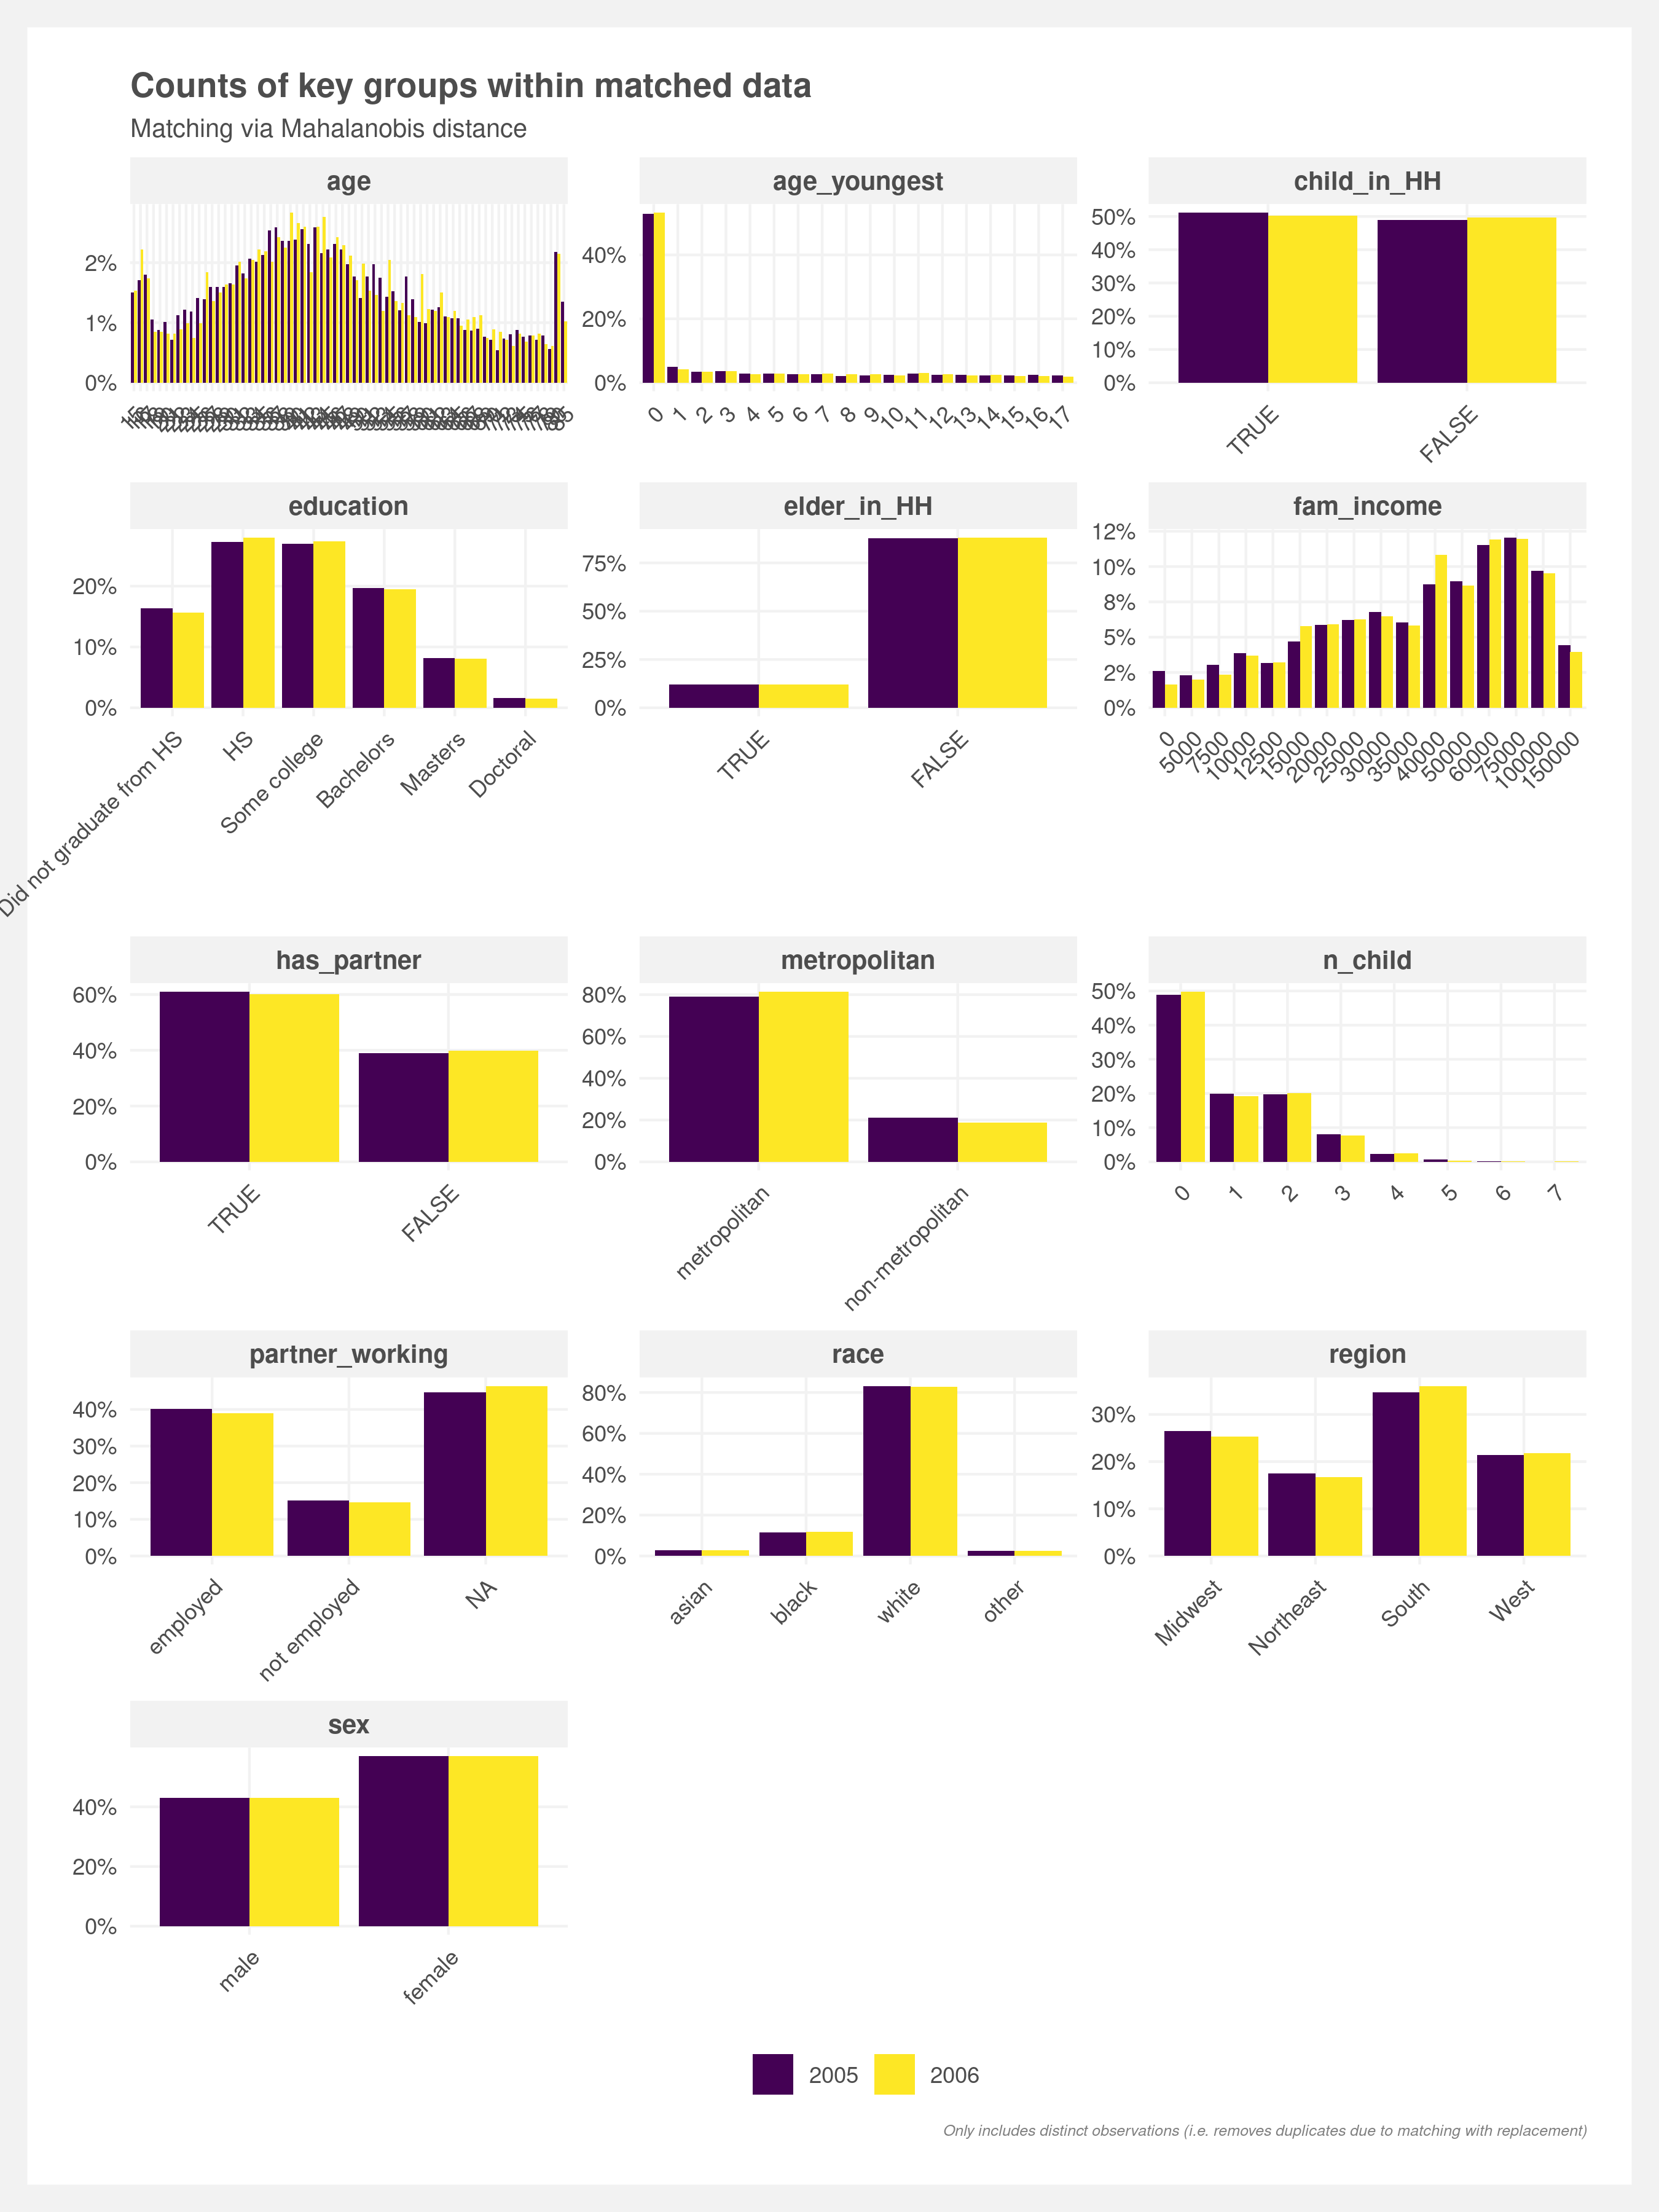 Counts of key groups within matched data
Matching via Mahalanobis distance
age
2%
1%
0%
age_youngest
40%
20%
0%
0 1 2 3 4 5 6 7 8 9 10 11 12 13 14 15 16 17
child_in_HH
50%
40%
30%
20%
10%
0%
TRUE FALSE
education
20%
10%
0%
Did not graduate from HS
HS
Some college
Bachelors
Masters
Doctoral
elder_in_HH
75%
50%
25%
0%
TRUE FALSE
fam_income
12%
10%
8%
5%
2%
0%
0 5000 7500 10000 12500 15000 20000 25000 30000 35000 40000 50000 60000 75000 100000 150000
has_partner
60%
40%
20%
0%
TRUE FALSE
metropolitan
80%
60%
40%
20%
0%
metropolitan
non-metropolitan
n_child
50%
40%
30%
20%
10%
0%
0 1 2 3 4 5 6 7
partner_working
40%
30%
20%
10%
0%
employed
not employed
NA
race
80%
60%
40%
20%
0%
asian
black
white
other
region
30%
20%
10%
0%
Midwest
Northeast
South
West
sex
40%
20%
0%
male
female
2005 2006
Only includes distinct observations (i.e. removes duplicates due to matching with replacement)